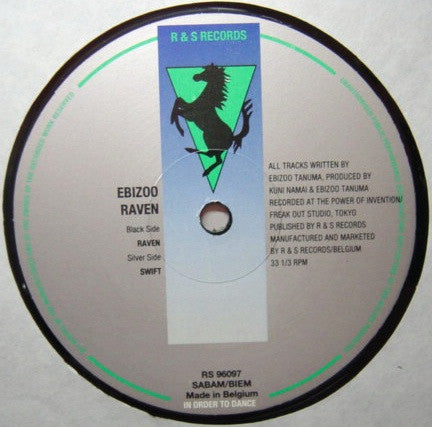 R & S RECORDS
EBIZOO
RAVEN
Black Side
RAVEN
Silver Side
SWIFT
ALL TRACKS WRITTEN BY
EBIZOO TANUMA, PRODUCED BY
KUNI NAMAI & EBIZOO TANUMA
RECORDED AT THE POWER OF INVENTION/
FREAK OUT STUDIO, TOKYO
PUBLISHED BY R & S RECORDS
MANUFACTURED AND MARKETED
BY R & S RECORDS/BELGIUM
33 1/3 RPM
RS 96097
SABAM/BIEM
Made in Belgium
IN ORDER TO DANCE